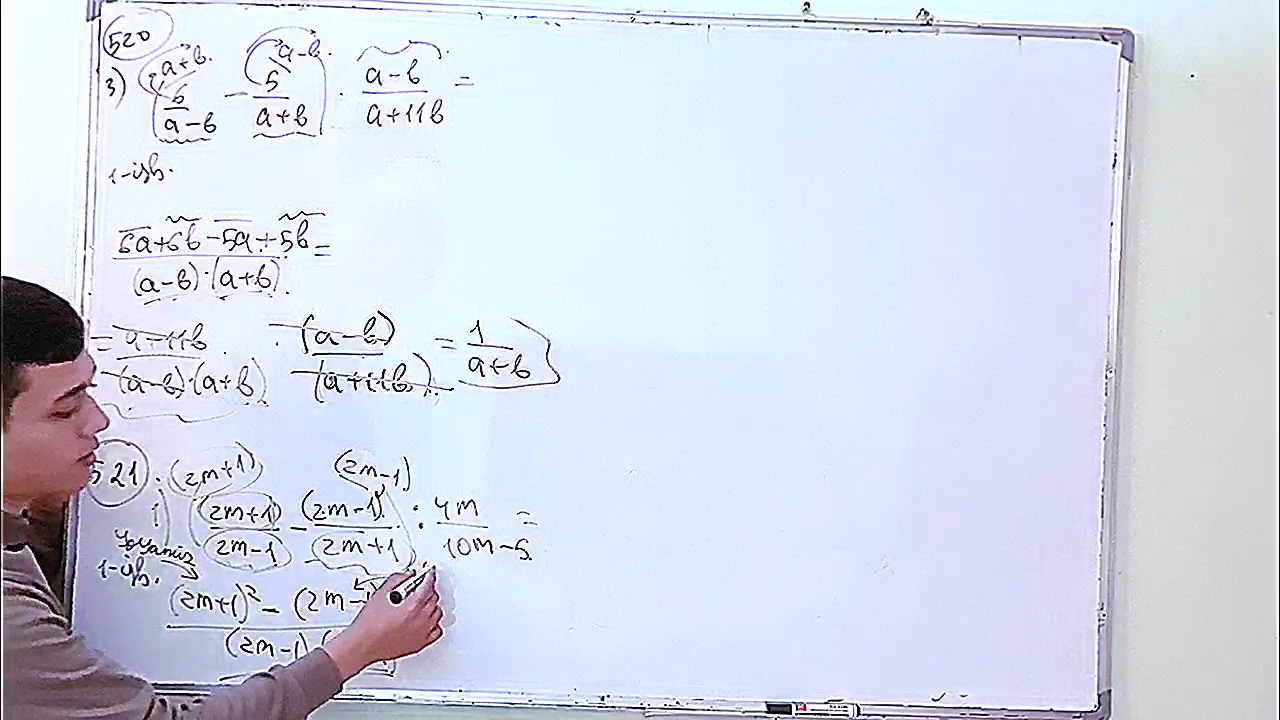 520
a+b. a-b.
3) 6/(a-b) - 5/(a+b) · (a-b)/(a+11b) =
1-ish.
(6a+6b-5a+5b)/((a-b)·(a+b)) =
= (a+11b)/((a-b)·(a+b)) · (a-b)/(a+11b) = 1/(a+b)
521. (2m+1) (2m-1)
(2m+1)/(2m-1) - (2m-1)/(2m+1) : 4m/(10m-5) =
yoyamiz
1-ish.
(2m+1)² - (2m-
(2m-1)